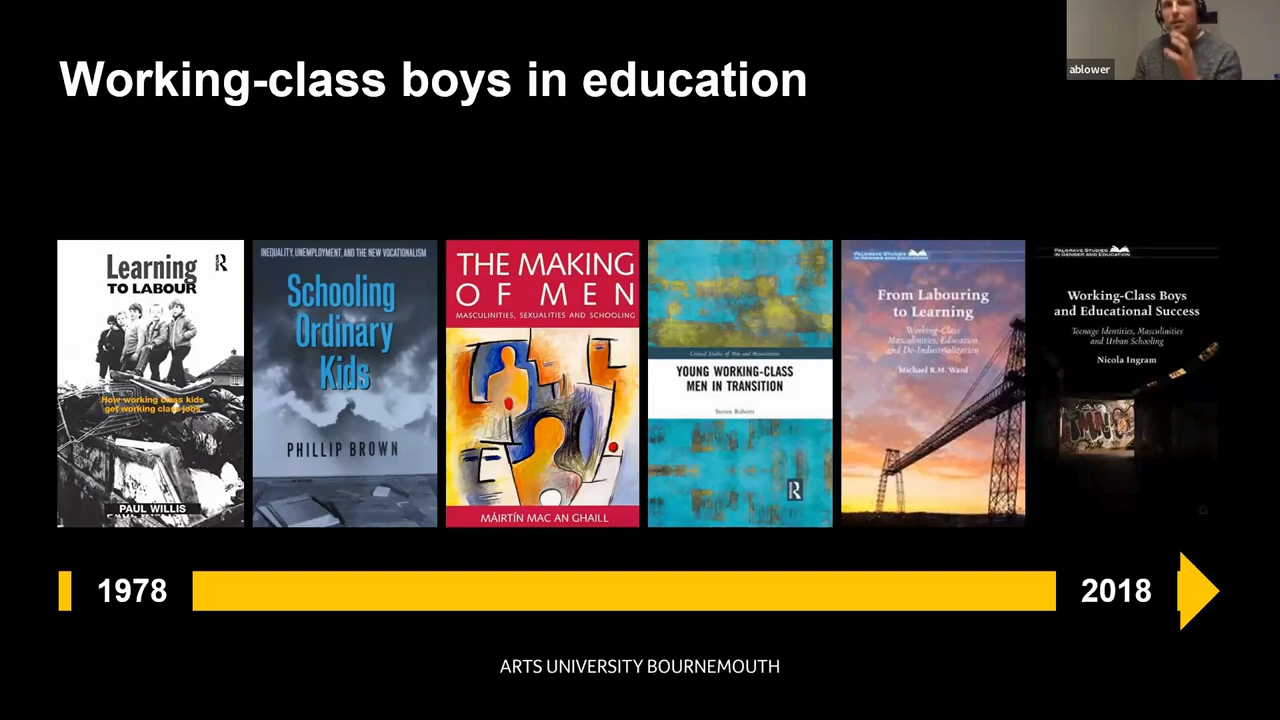 Working-class boys in education
ablower
Learning
TO LABOUR
R
How working class kids
get working class jobs
PAUL WILLIS
INEQUALITY, UNEMPLOYMENT, AND THE NEW VOCATIONALISM
Schooling
Ordinary
Kids
PHILLIP BROWN
THE MAKING
OF MEN
MASCULINITIES, SEXUALITIES AND SCHOOLING
MÁIRTÍN MAC AN GHAILL
Critical Studies of Men and Masculinities
YOUNG WORKING-CLASS
MEN IN TRANSITION
Steven Roberts
R
PALGRAVE STUDIES
IN GENDER AND EDUCATION
From Labouring
to Learning
Working-Class
Masculinities, Education
and De-Industrialization
Michael R.M. Ward
PALGRAVE STUDIES
IN GENDER AND EDUCATION
Working-Class Boys
and Educational Success
Teenage Identities, Masculinities
and Urban Schooling
Nicola Ingram
1978
2018
ARTS UNIVERSITY BOURNEMOUTH